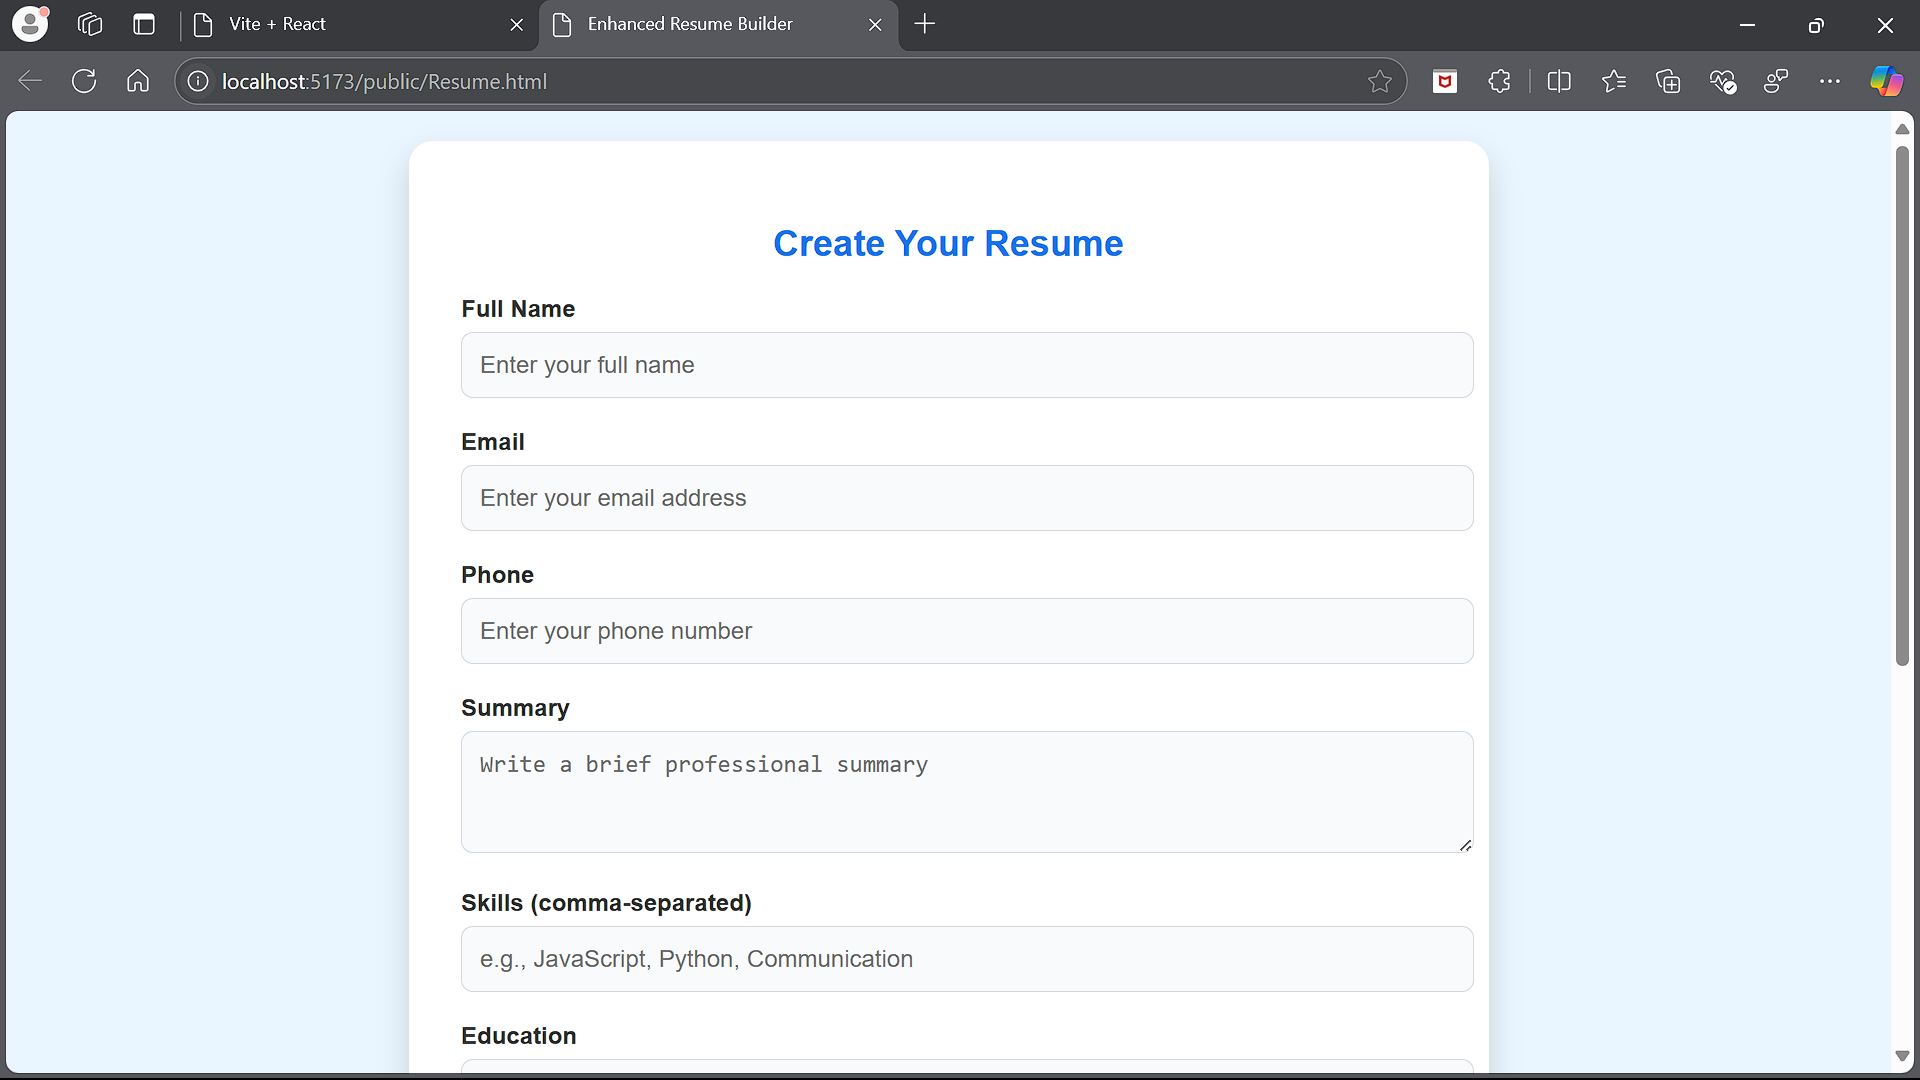 Vite + React
Enhanced Resume Builder
localhost:5173/public/Resume.html
Create Your Resume
Full Name
Enter your full name
Email
Enter your email address
Phone
Enter your phone number
Summary
Write a brief professional summary
Skills (comma-separated)
e.g., JavaScript, Python, Communication
Education